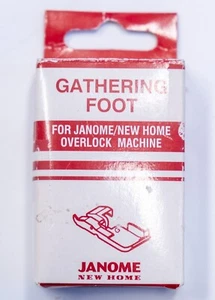 GATHERING
FOOT
FOR JANOME/NEW HOME
OVERLOCK MACHINE
JANOME
NEW HOME